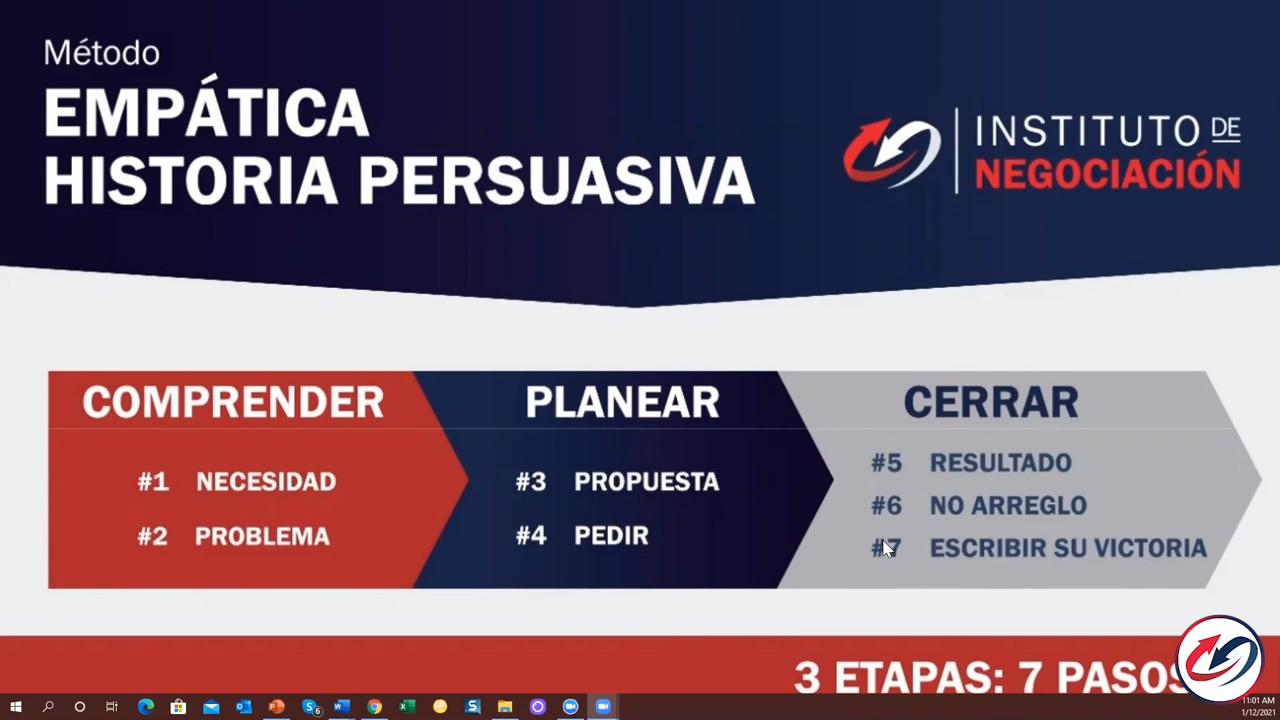 Método
EMPÁTICA
HISTORIA PERSUASIVA
INSTITUTO DE
NEGOCIACIÓN
COMPRENDER
#1 NECESIDAD
#2 PROBLEMA
PLANEAR
#3 PROPUESTA
#4 PEDIR
CERRAR
#5 RESULTADO
#6 NO ARREGLO
#7 ESCRIBIR SU VICTORIA
3 ETAPAS: 7 PASOS
11:01 AM
1/12/2021